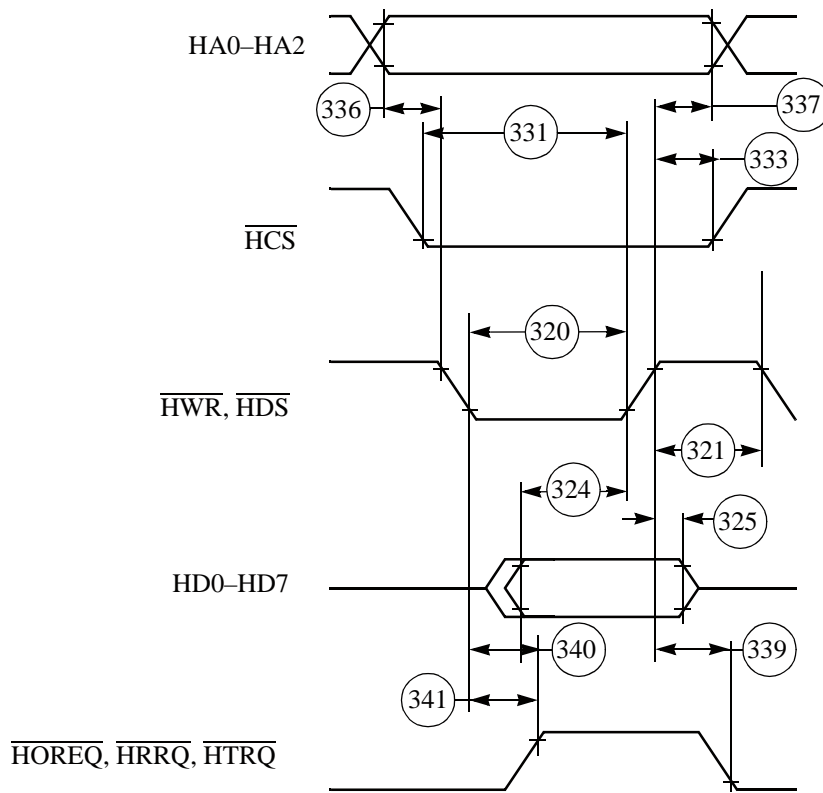 HA0–HA2
336
337
331
333
HCS
320
HWR, HDS
321
324
325
HD0–HD7
340
339
341
HOREQ, HRRQ, HTRQ